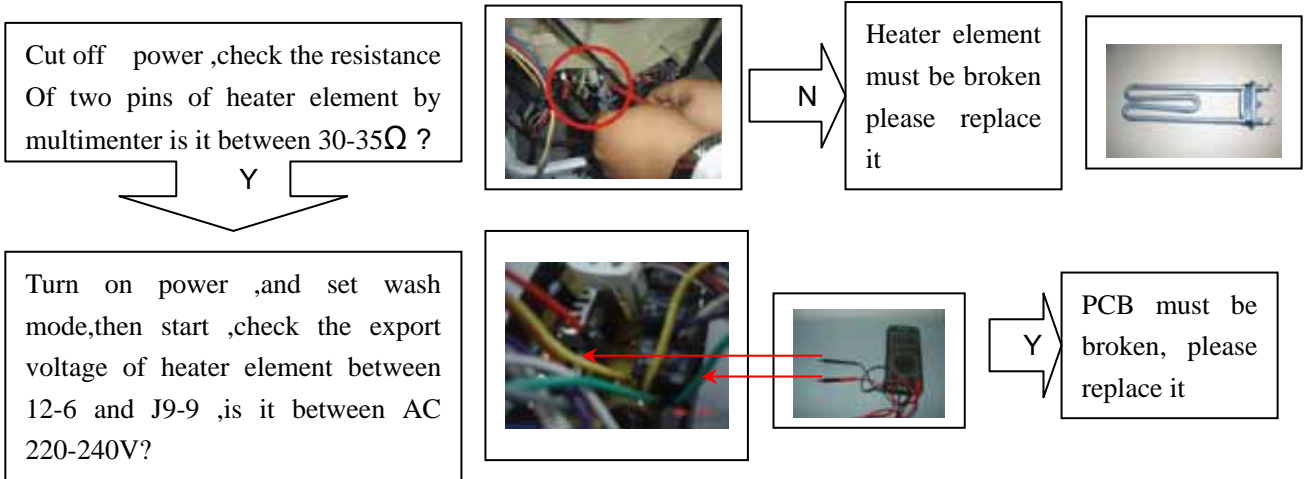 Cut off power ,check the resistance
Of two pins of heater element by
multimenter is it between 30-35Ω ?
Y
N
Heater element
must be broken
please replace
it
Turn on power ,and set wash
mode,then start ,check the export
voltage of heater element between
12-6 and J9-9 ,is it between AC
220-240V?
Y
PCB must be
broken, please
replace it